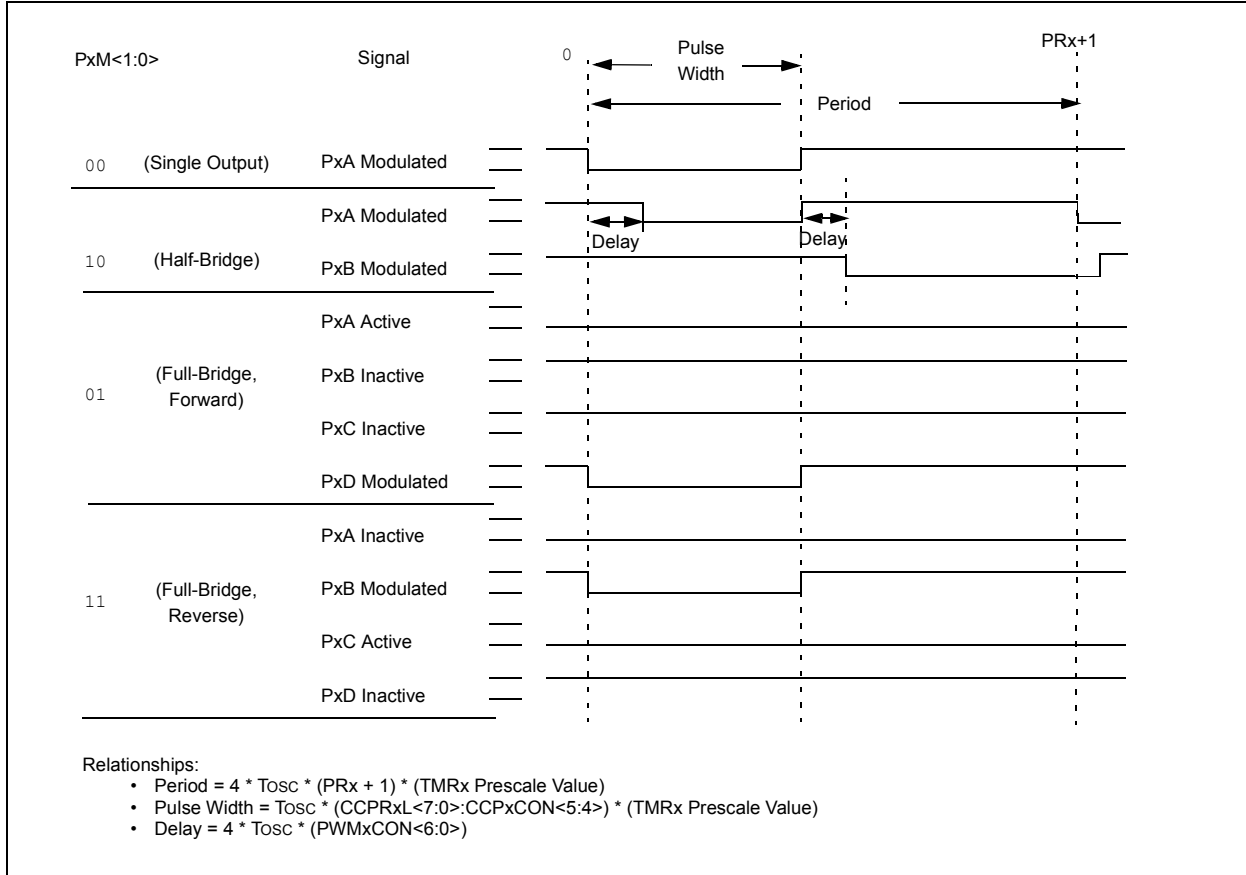 PxM<1:0>
Signal
0
Pulse
Width
PRx+1
Period
00 (Single Output) PxA Modulated
PxA Modulated
Delay
Delay
10 (Half-Bridge) PxB Modulated
PxA Active
01 (Full-Bridge, Forward) PxB Inactive
PxC Inactive
PxD Modulated
PxA Inactive
11 (Full-Bridge, Reverse) PxB Modulated
PxC Active
PxD Inactive
Relationships:
• Period = 4 * TOSC * (PRx + 1) * (TMRx Prescale Value)
• Pulse Width = TOSC * (CCPRxL<7:0>:CCPxCON<5:4>) * (TMRx Prescale Value)
• Delay = 4 * TOSC * (PWMxCON<6:0>)